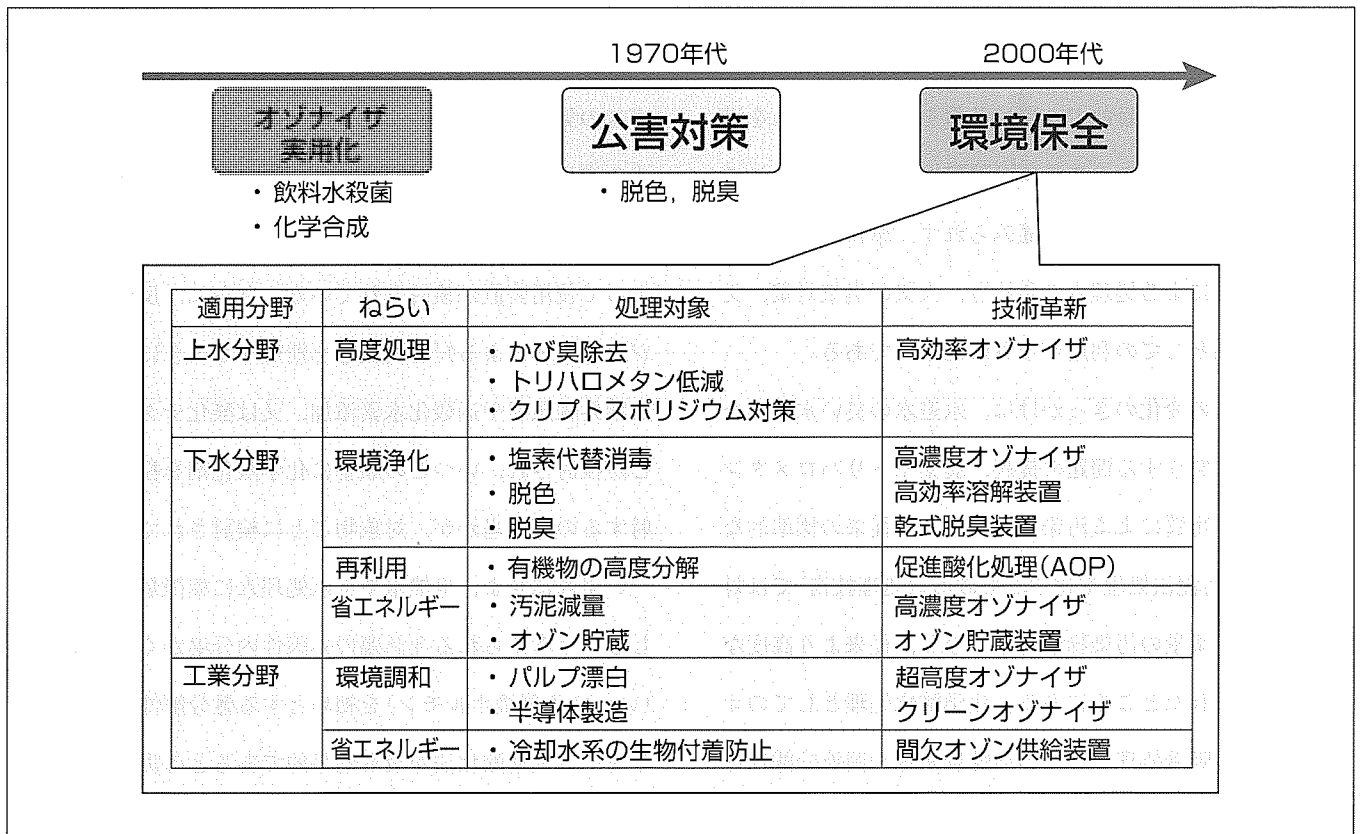 1970年代 2000年代
オゾナイザ
実用化
公害対策
環境保全
・飲料水殺菌
・化学合成
・脱色，脱臭
適用分野 ねらい 処理対象 技術革新
上水分野 高度処理 ・かび臭除去 高効率オゾナイザ
・トリハロメタン低減
・クリプトスポリジウム対策
下水分野 環境浄化 ・塩素代替消毒 高濃度オゾナイザ
・脱色 高効率溶解装置
・脱臭 乾式脱臭装置
再利用 ・有機物の高度分解 促進酸化処理(AOP)
省エネルギー ・汚泥減量 高濃度オゾナイザ
・オゾン貯蔵 オゾン貯蔵装置
工業分野 環境調和 ・パルプ漂白 超高度オゾナイザ
・半導体製造 クリーンオゾナイザ
省エネルギー ・冷却水系の生物付着防止 間欠オゾン供給装置